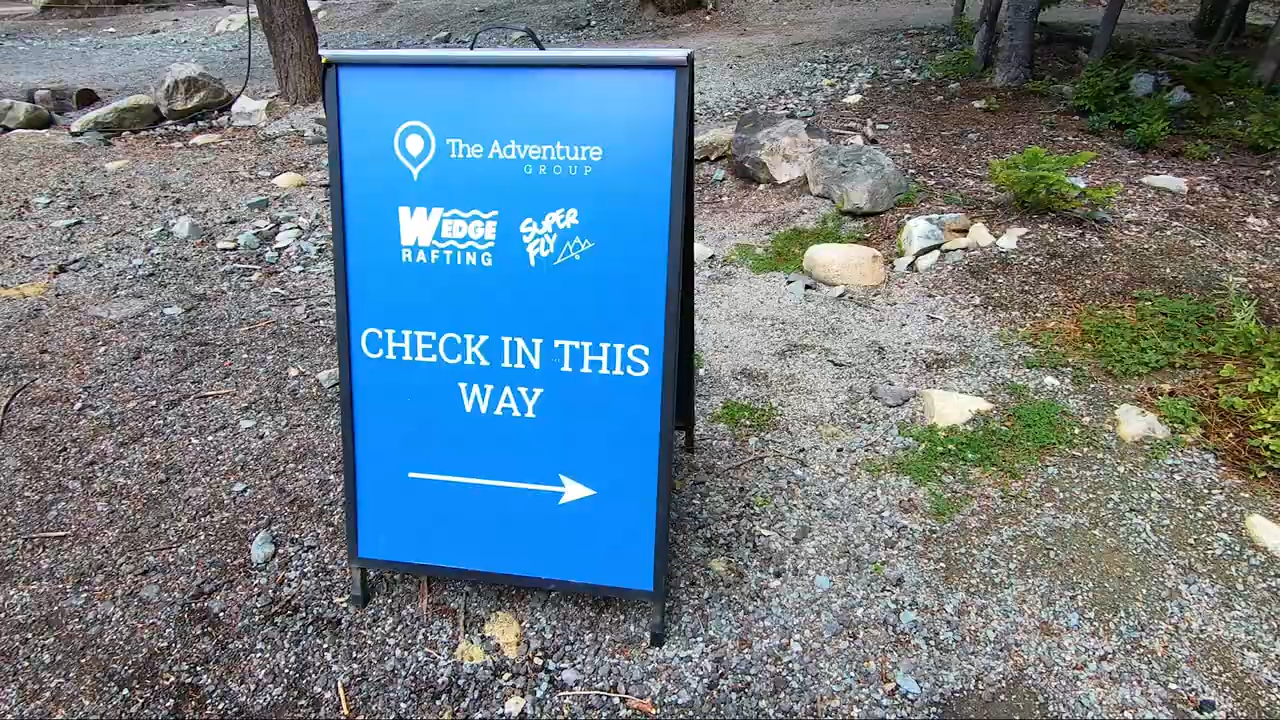 The Adventure
GROUP
WEDGE
RAFTING
SUPER
FLY
CHECK IN THIS
WAY